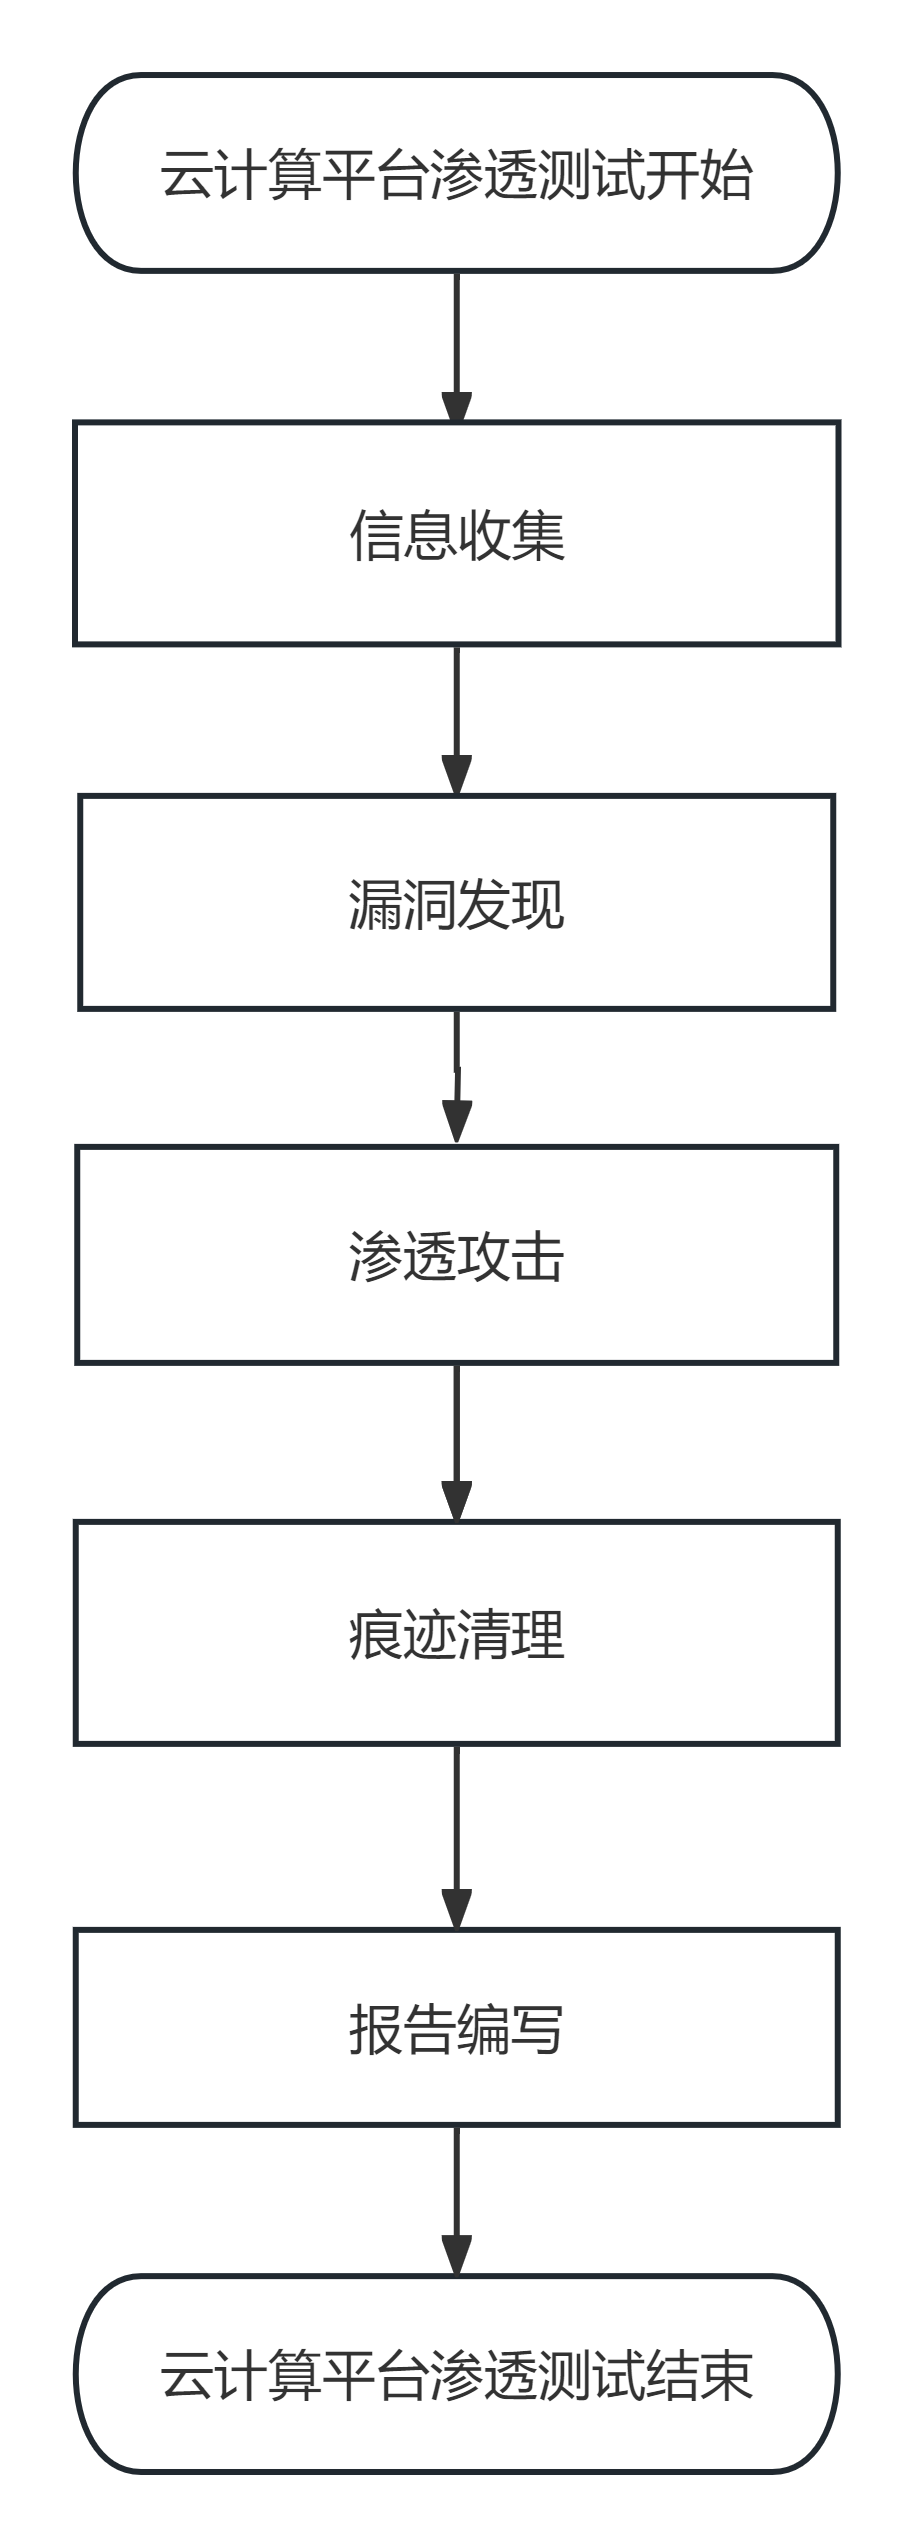 云计算平台渗透测试开始
信息收集
漏洞发现
渗透攻击
痕迹清理
报告编写
云计算平台渗透测试结束